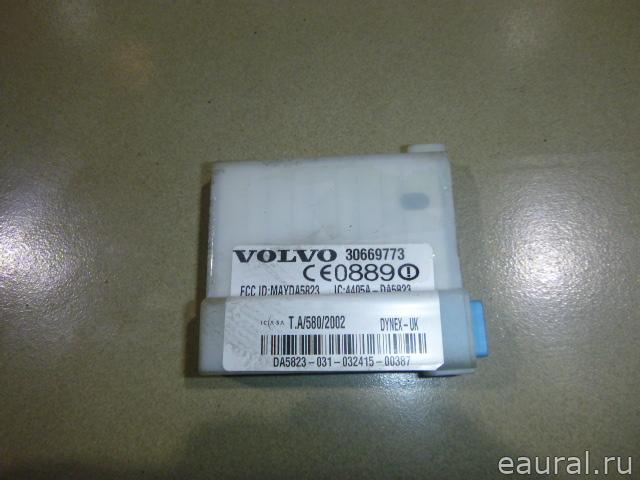 VOLVO 30669773
CE0889
FCC ID:MAYDA5823 IC:4405A-DA5823
T.A/580/2002 DYNEX-UK
DA5823-031-032415-00387
eaural.ru